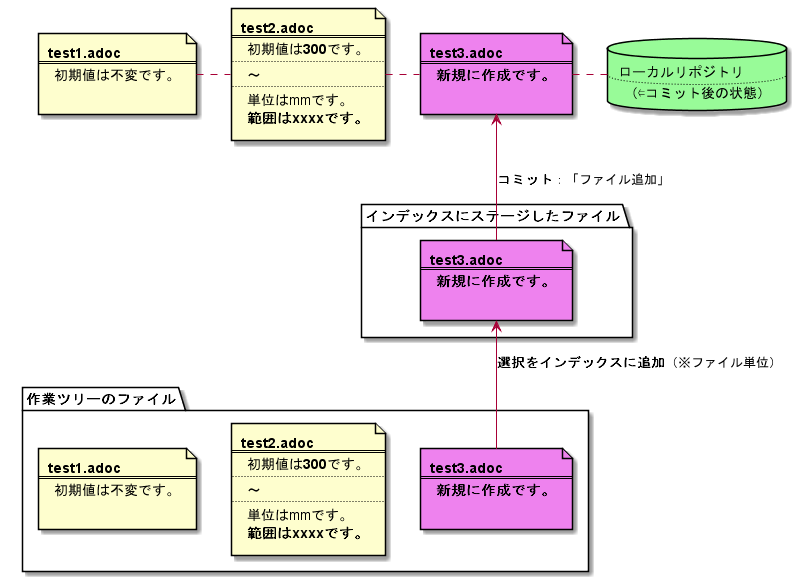 test1.adoc
初期値は不変です。
test2.adoc
初期値は300です。
～
単位はmmです。
範囲はxxxxです。
test3.adoc
新規に作成です。
ローカルリポジトリ
（⇐コミット後の状態）
コミット：「ファイル追加」
インデックスにステージしたファイル
test3.adoc
新規に作成です。
選択をインデックスに追加（※ファイル単位）
作業ツリーのファイル
test1.adoc
初期値は不変です。
test2.adoc
初期値は300です。
～
単位はmmです。
範囲はxxxxです。
test3.adoc
新規に作成です。